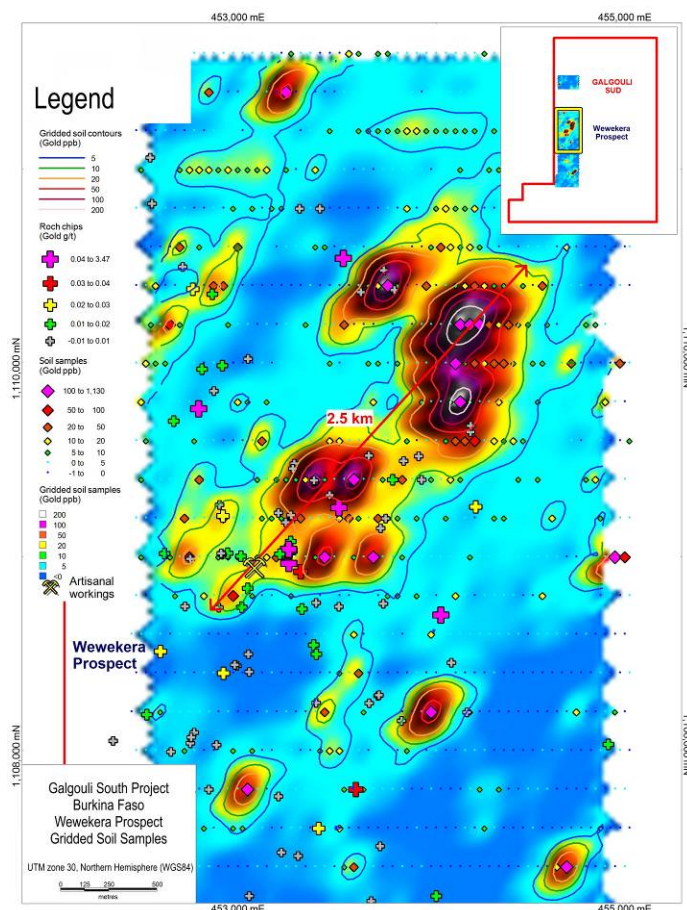 453,000 mE
455,000 mE
Legend
Gridded soil contours
(Gold ppb)
5
10
20
50
100
200
Roch chips
(Gold g/t)
0.04 to 3.47
0.03 to 0.04
0.02 to 0.03
0.01 to 0.02
-0.01 to 0.01
Soil samples
(Gold ppb)
100 to 1,130
50 to 100
20 to 50
10 to 20
5 to 10
0 to 5
-1 to 0
Gridded soil samples
(Gold ppb)
200
100
50
20
10
5
<0
Artisanal
workings
GALGOULI
SUD
Wewekera
Prospect
1,110,000 mN
2.5 km
Wewekera
Prospect
1,108,000 mN
Galgouli South Project
Burkina Faso
Wewekera Prospect
Gridded Soil Samples
UTM zone 30, Northern Hemisphere (WGS84)
0 125 250 500
metres
453,000 mE
455,000 mE